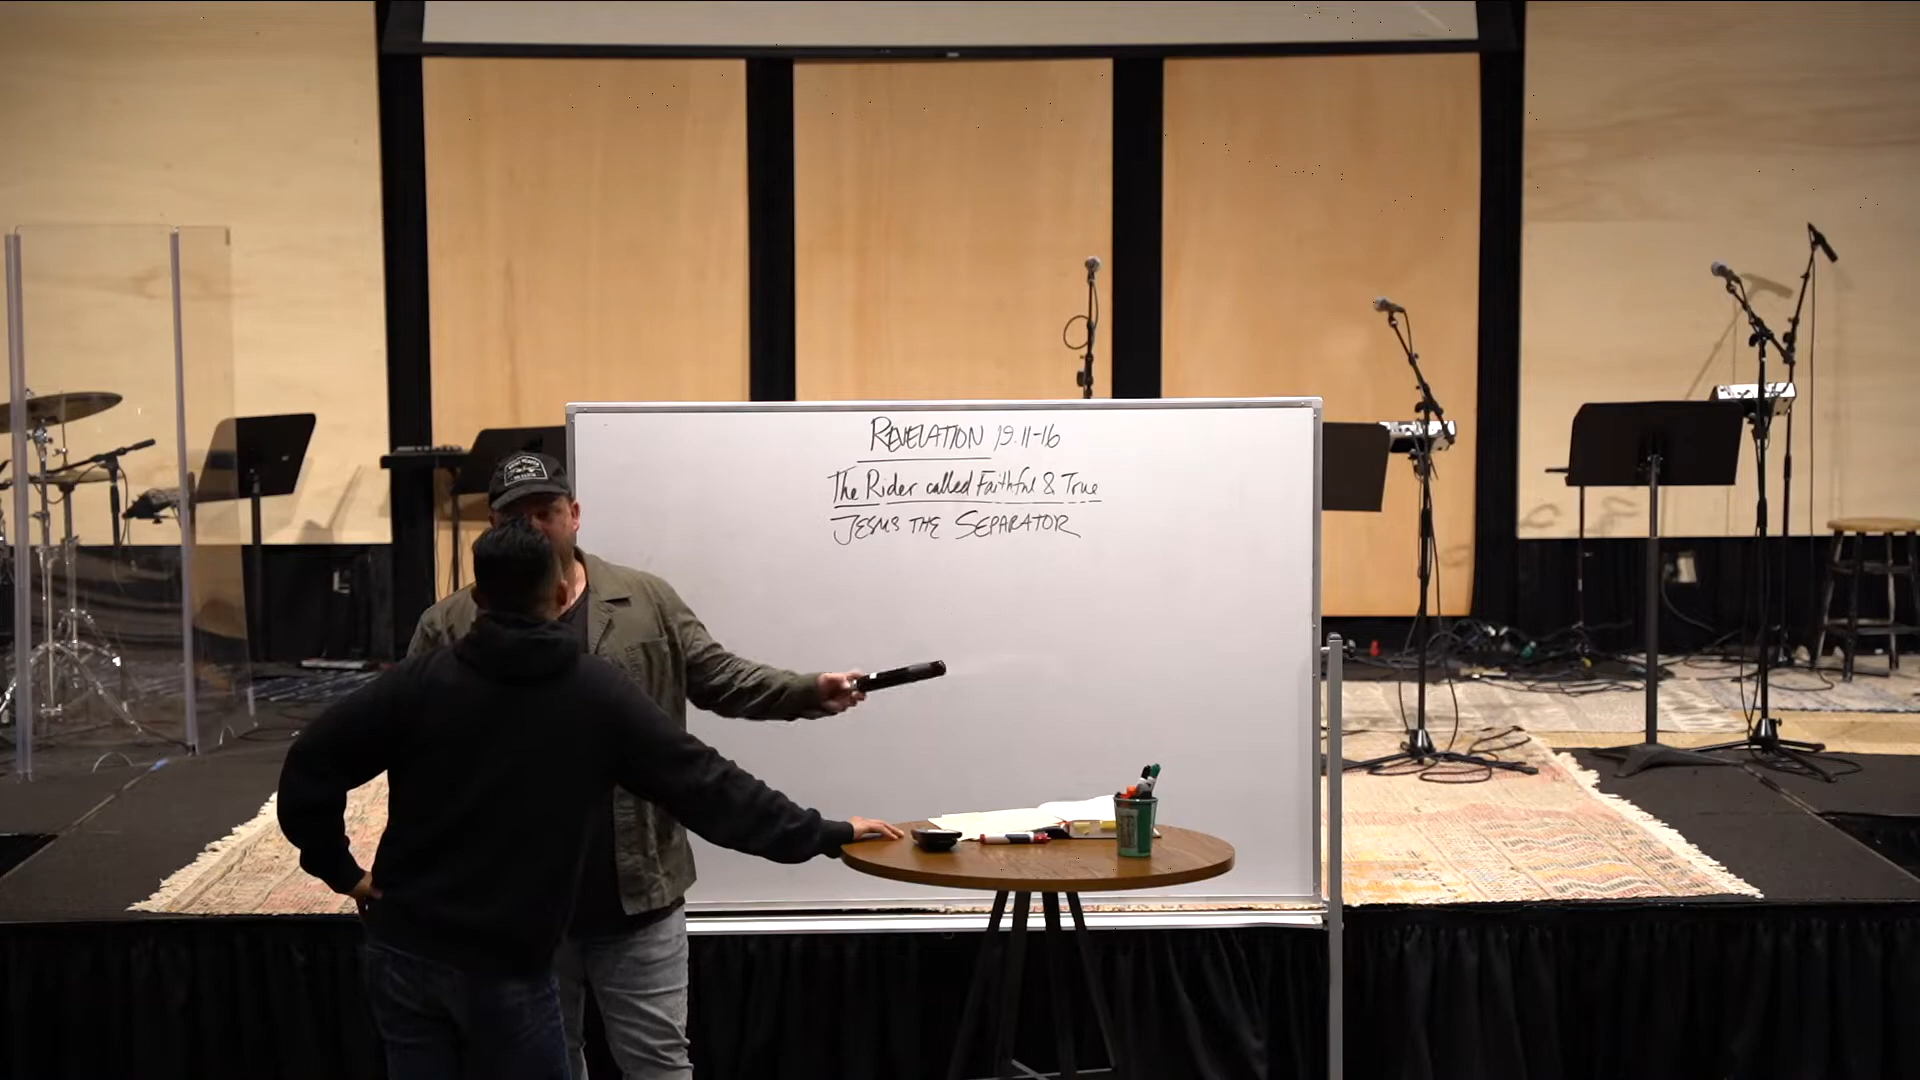 REVELATION 19.11-16
The Rider called Faithful & True
JESUS THE SEPARATOR